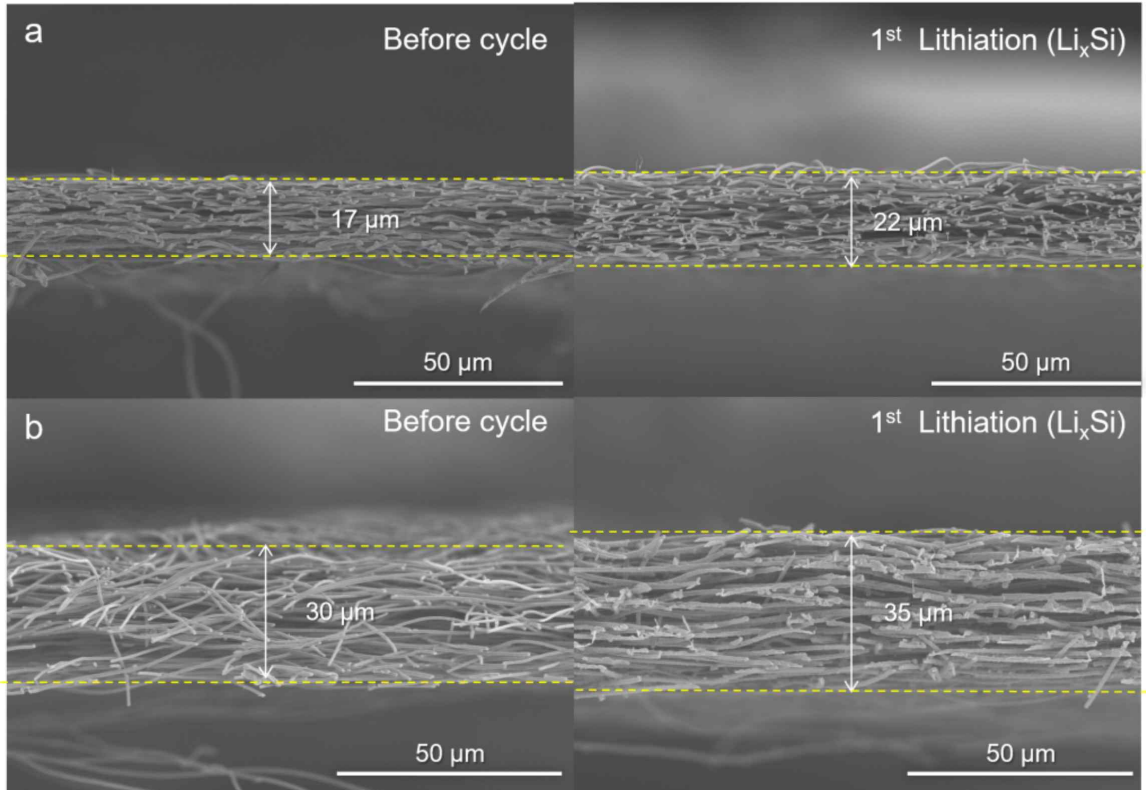 a
Before cycle
1st Lithiation (LixSi)
17 µm
22 µm
50 µm
50 µm
b
Before cycle
1st Lithiation (LixSi)
30 µm
35 µm
50 µm
50 µm